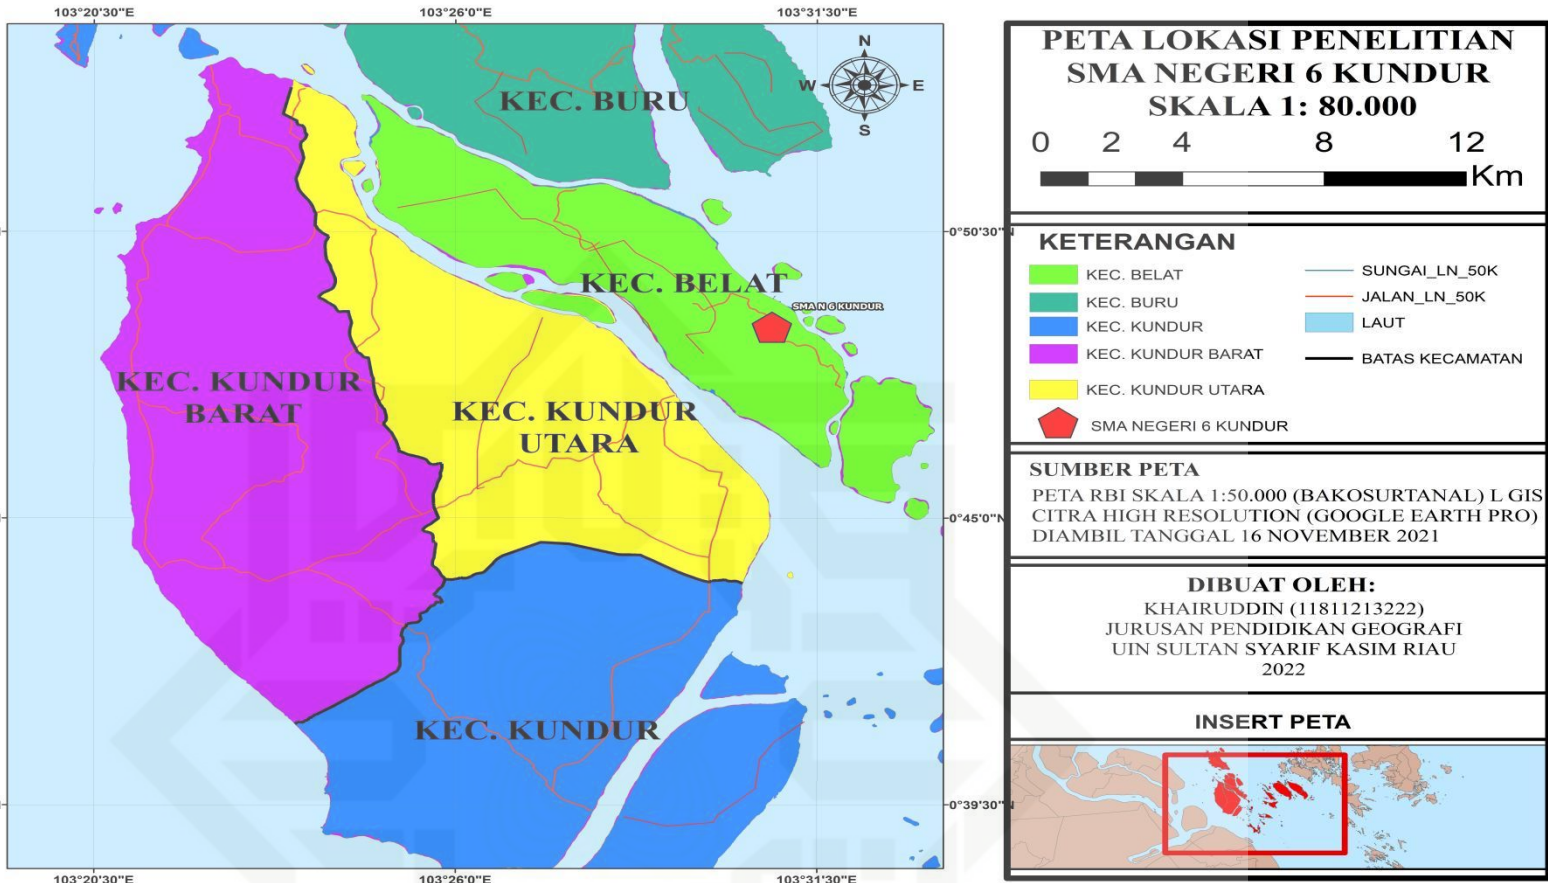 103°20'30"E
103°26'0"E
103°31'30"E
N
W
E
S
KEC. BURU
0°50'30"N
KEC. BELAT
SMA N 6 KUNDUR
KEC. KUNDUR
BARAT
KEC. KUNDUR
UTARA
0°45'0"N
KEC. KUNDUR
0°39'30"N
103°20'30"E
103°26'0"E
103°31'30"E
PETA LOKASI PENELITIAN
SMA NEGERI 6 KUNDUR
SKALA 1: 80.000
0 2 4 8 12
Km
KETERANGAN
KEC. BELAT
KEC. BURU
KEC. KUNDUR
KEC. KUNDUR BARAT
KEC. KUNDUR UTARA
SMA NEGERI 6 KUNDUR
SUNGAI_LN_50K
JALAN_LN_50K
LAUT
BATAS KECAMATAN
SUMBER PETA
PETA RBI SKALA 1:50.000 (BAKOSURTANAL) L GIS
CITRA HIGH RESOLUTION (GOOGLE EARTH PRO)
DIAMBIL TANGGAL 16 NOVEMBER 2021
DIBUAT OLEH:
KHAIRUDDIN (11811213222)
JURUSAN PENDIDIKAN GEOGRAFI
UIN SULTAN SYARIF KASIM RIAU
2022
INSERT PETA